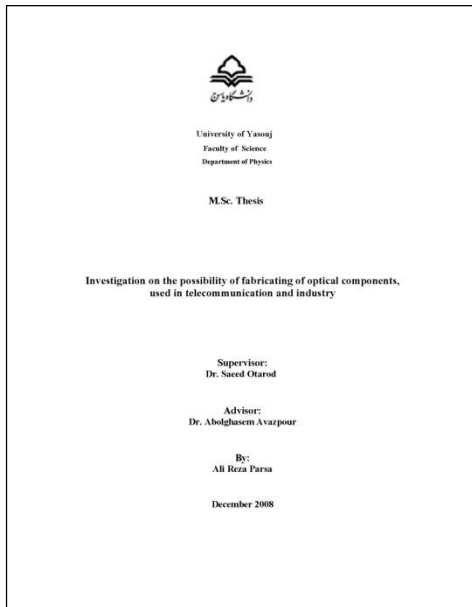 دانشگاه یاسوج
University of Yasouj
Faculty of Science
Department of Physics
M.Sc. Thesis
Investigation on the possibility of fabricating of optical components,
used in telecommunication and industry
Supervisor:
Dr. Saeed Otarod
Advisor:
Dr. Abolghasem Avazpour
By:
Ali Reza Parsa
December 2008